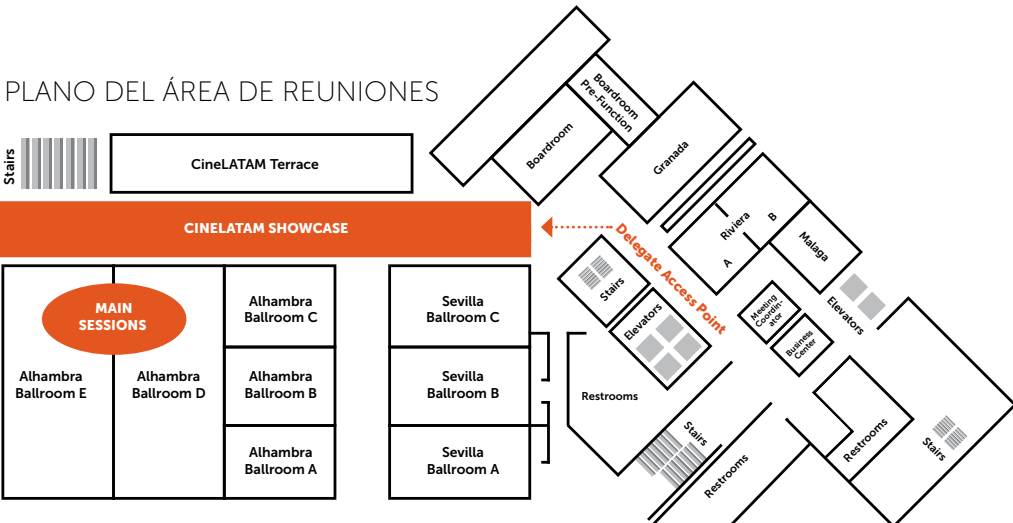 PLANO DEL ÁREA DE REUNIONES
Stairs
CineLATAM Terrace
CINELATAM SHOWCASE
MAIN
SESSIONS
Alhambra
Ballroom E
Alhambra
Ballroom D
Alhambra
Ballroom C
Alhambra
Ballroom B
Alhambra
Ballroom A
Sevilla
Ballroom C
Sevilla
Ballroom B
Sevilla
Ballroom A
Boardroom
Boardroom
Pre-Function
Granada
Riviera
A
B
Malaga
Delegate Access Point
Stairs
Elevators
Meeting
Coordin-
ator
Business
Center
Elevators
Restrooms
Stairs
Restrooms
Restrooms
Stairs